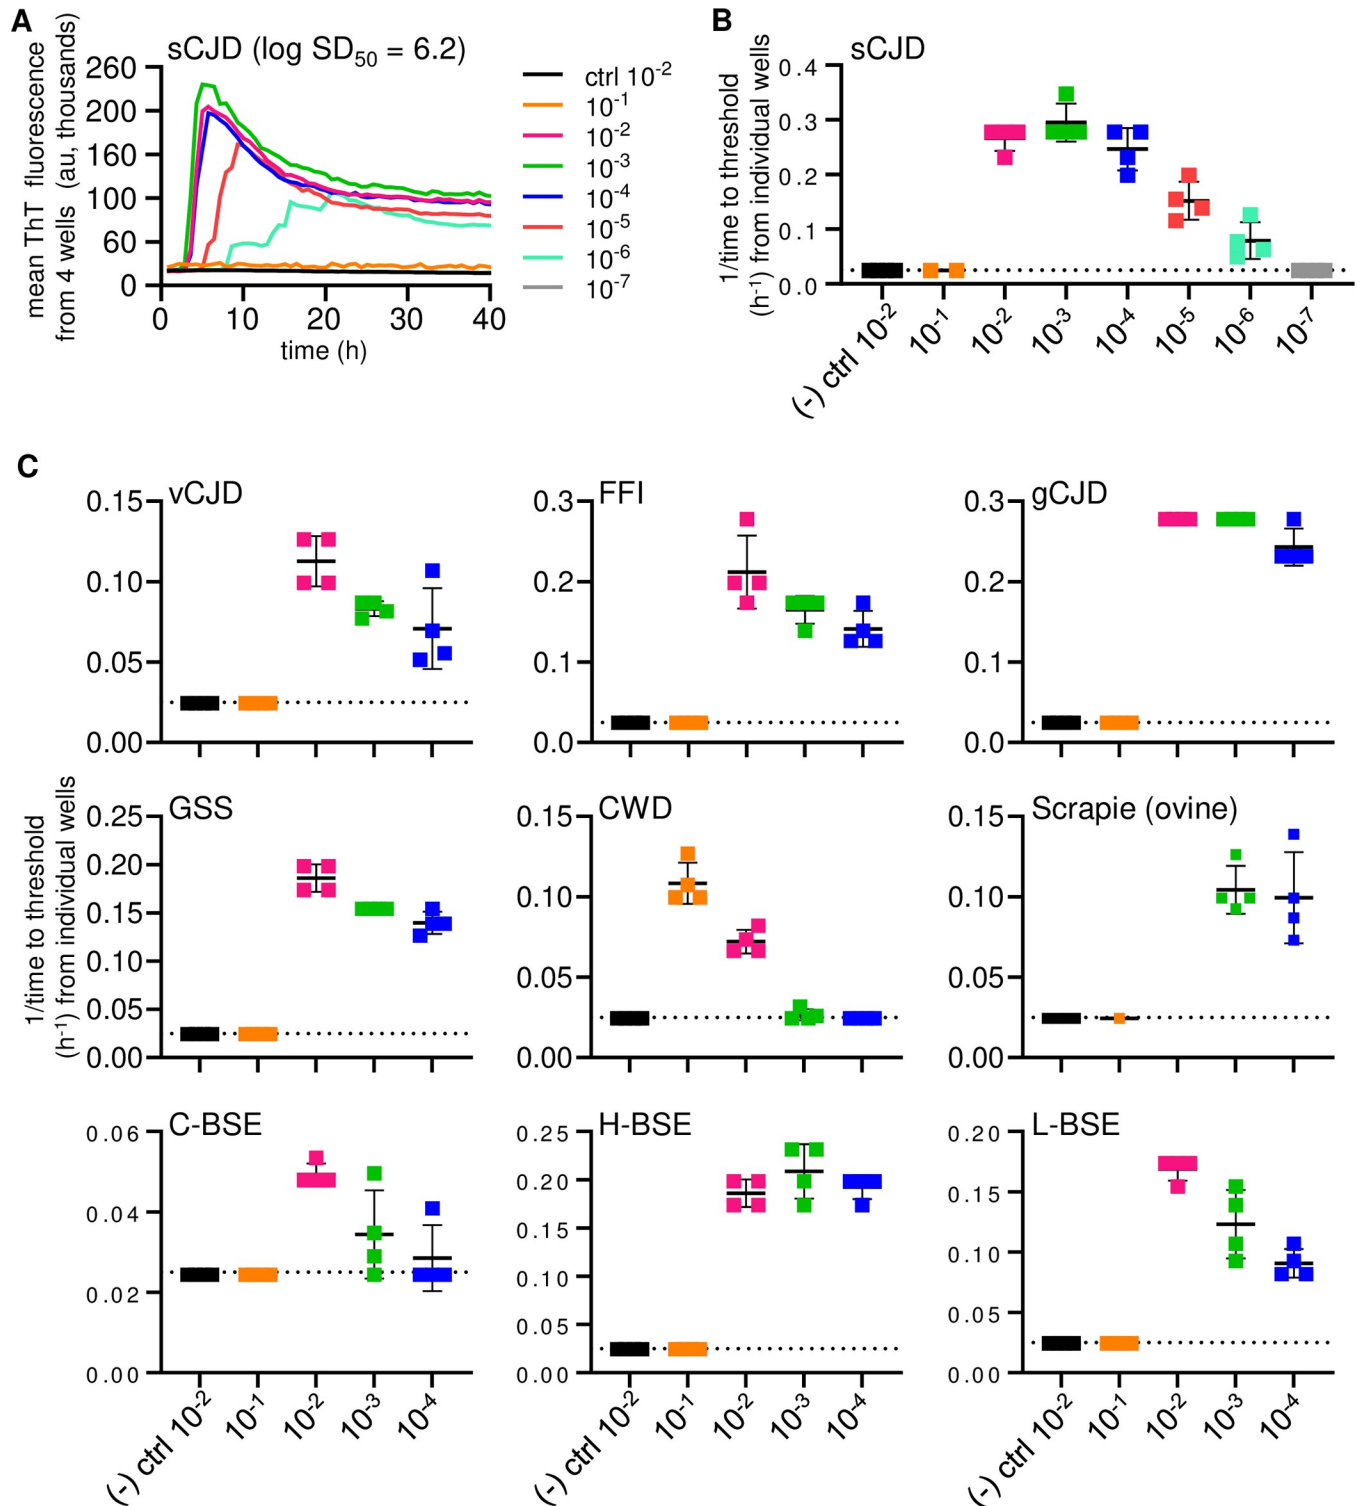 A
sCJD (log SD50 = 6.2)
mean ThT fluorescence
from 4 wells (au, thousands)
260
200
160
100
60
0
0 10 20 30 40
time (h)
ctrl 10-2
10-1
10-2
10-3
10-4
10-5
10-6
10-7
B
sCJD
1/time to threshold
(h-1) from individual wells
0.4
0.3
0.2
0.1
0.0
(-) ctrl 10-2 10-1 10-2 10-3 10-4 10-5 10-6 10-7
C
1/time to threshold
(h-1) from individual wells
vCJD
0.15
0.10
0.05
0.00
FFI
0.3
0.2
0.1
0.0
gCJD
0.3
0.2
0.1
0.0
GSS
0.25
0.20
0.15
0.10
0.05
0.00
CWD
0.15
0.10
0.05
0.00
Scrapie (ovine)
0.15
0.10
0.05
0.00
C-BSE
0.06
0.04
0.02
0.00
(-) ctrl 10-2 10-1 10-2 10-3 10-4
H-BSE
0.25
0.20
0.15
0.10
0.05
0.00
(-) ctrl 10-2 10-1 10-2 10-3 10-4
L-BSE
0.20
0.15
0.10
0.05
0.00
(-) ctrl 10-2 10-1 10-2 10-3 10-4